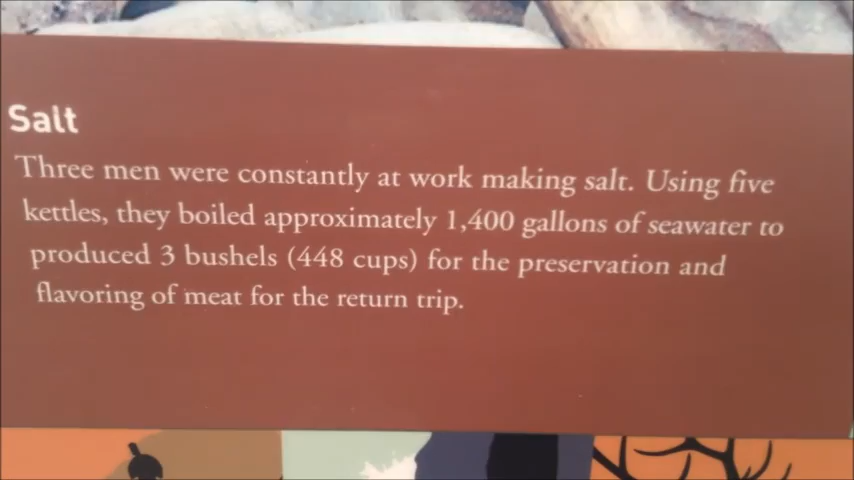 Salt
Three men were constantly at work making salt. Using five
kettles, they boiled approximately 1,400 gallons of seawater to
produced 3 bushels (448 cups) for the preservation and
flavoring of meat for the return trip.